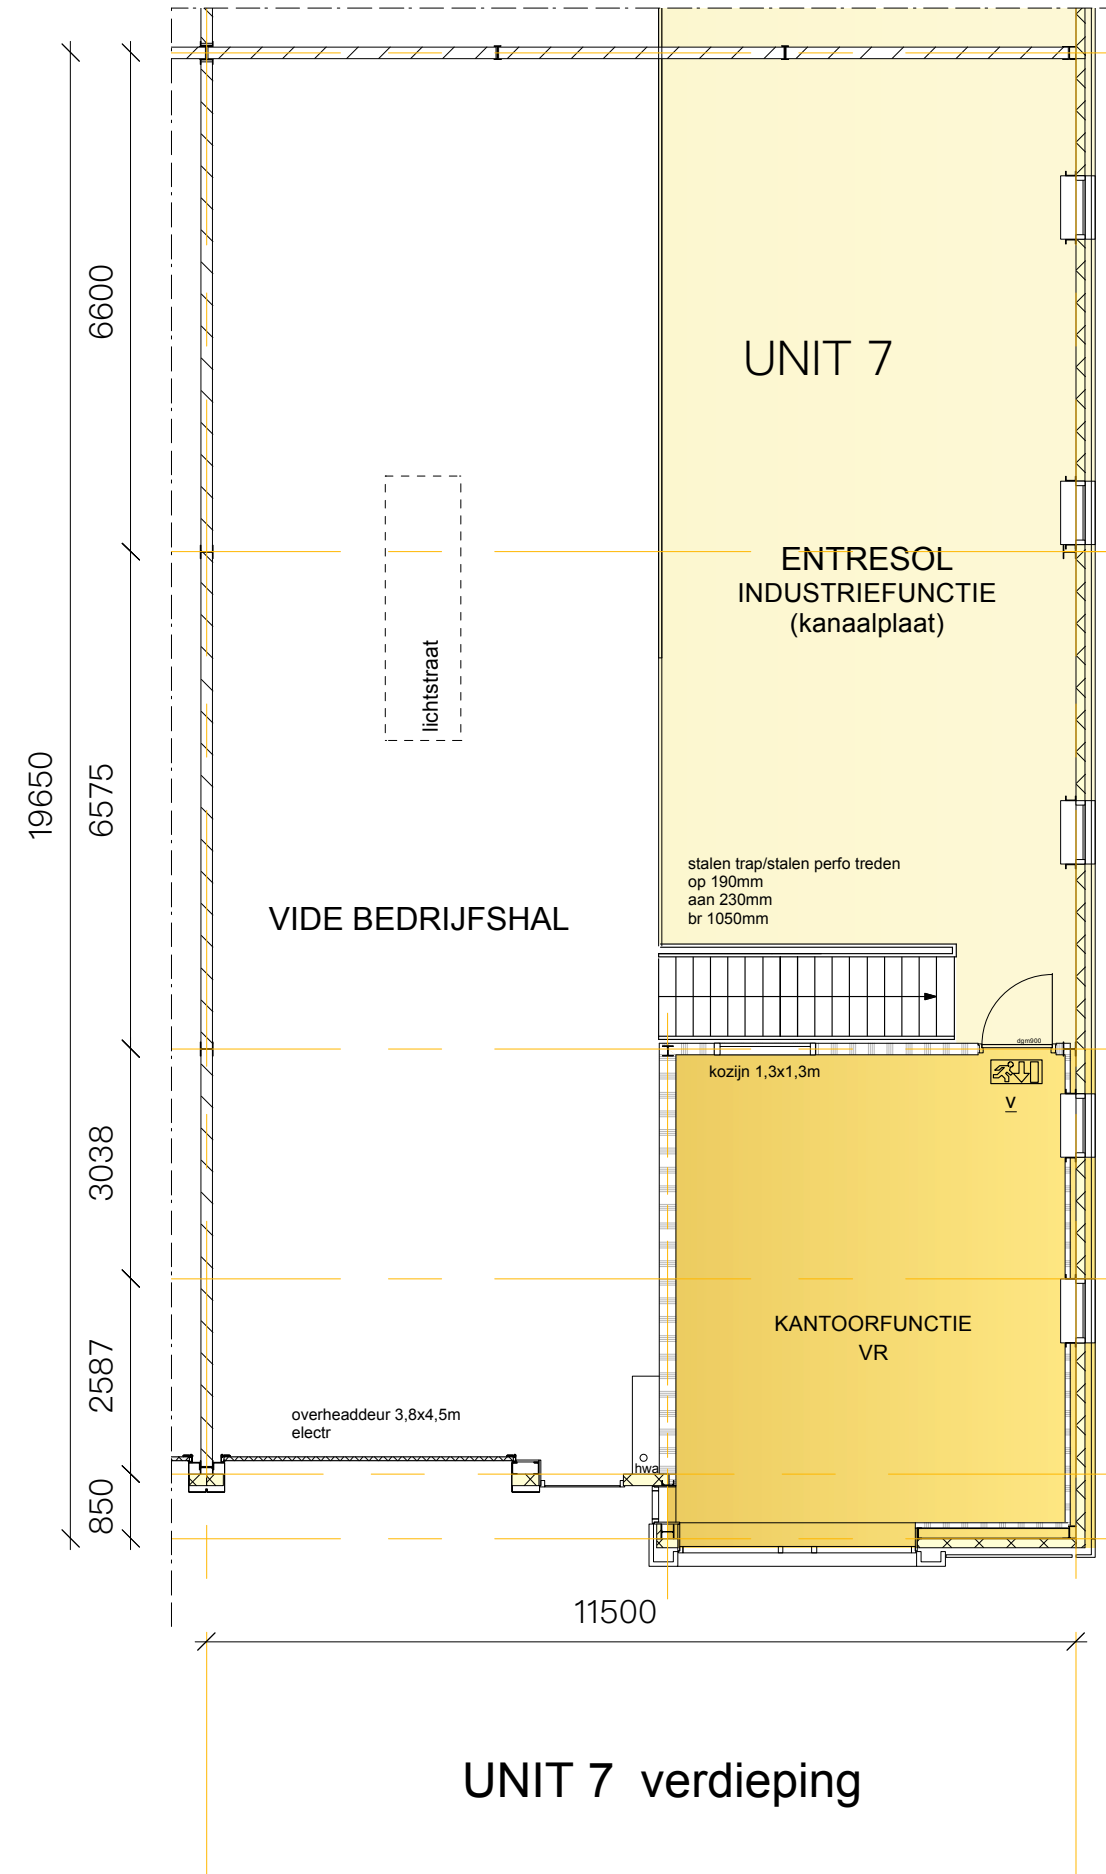 6600
UNIT 7
ENTRESOL
INDUSTRIEFUNCTIE
(kanaalplaat)
lichtstraat
19650
6575
stalen trap/stalen perfo treden
op 190mm
aan 230mm
br 1050mm
VIDE BEDRIJFSHAL
dgm900
kozijn 1,3x1,3m
V
3038
KANTOORFUNCTIE
VR
2587
overheaddeur 3,8x4,5m
electr
hwa
850
11500
UNIT 7 verdieping